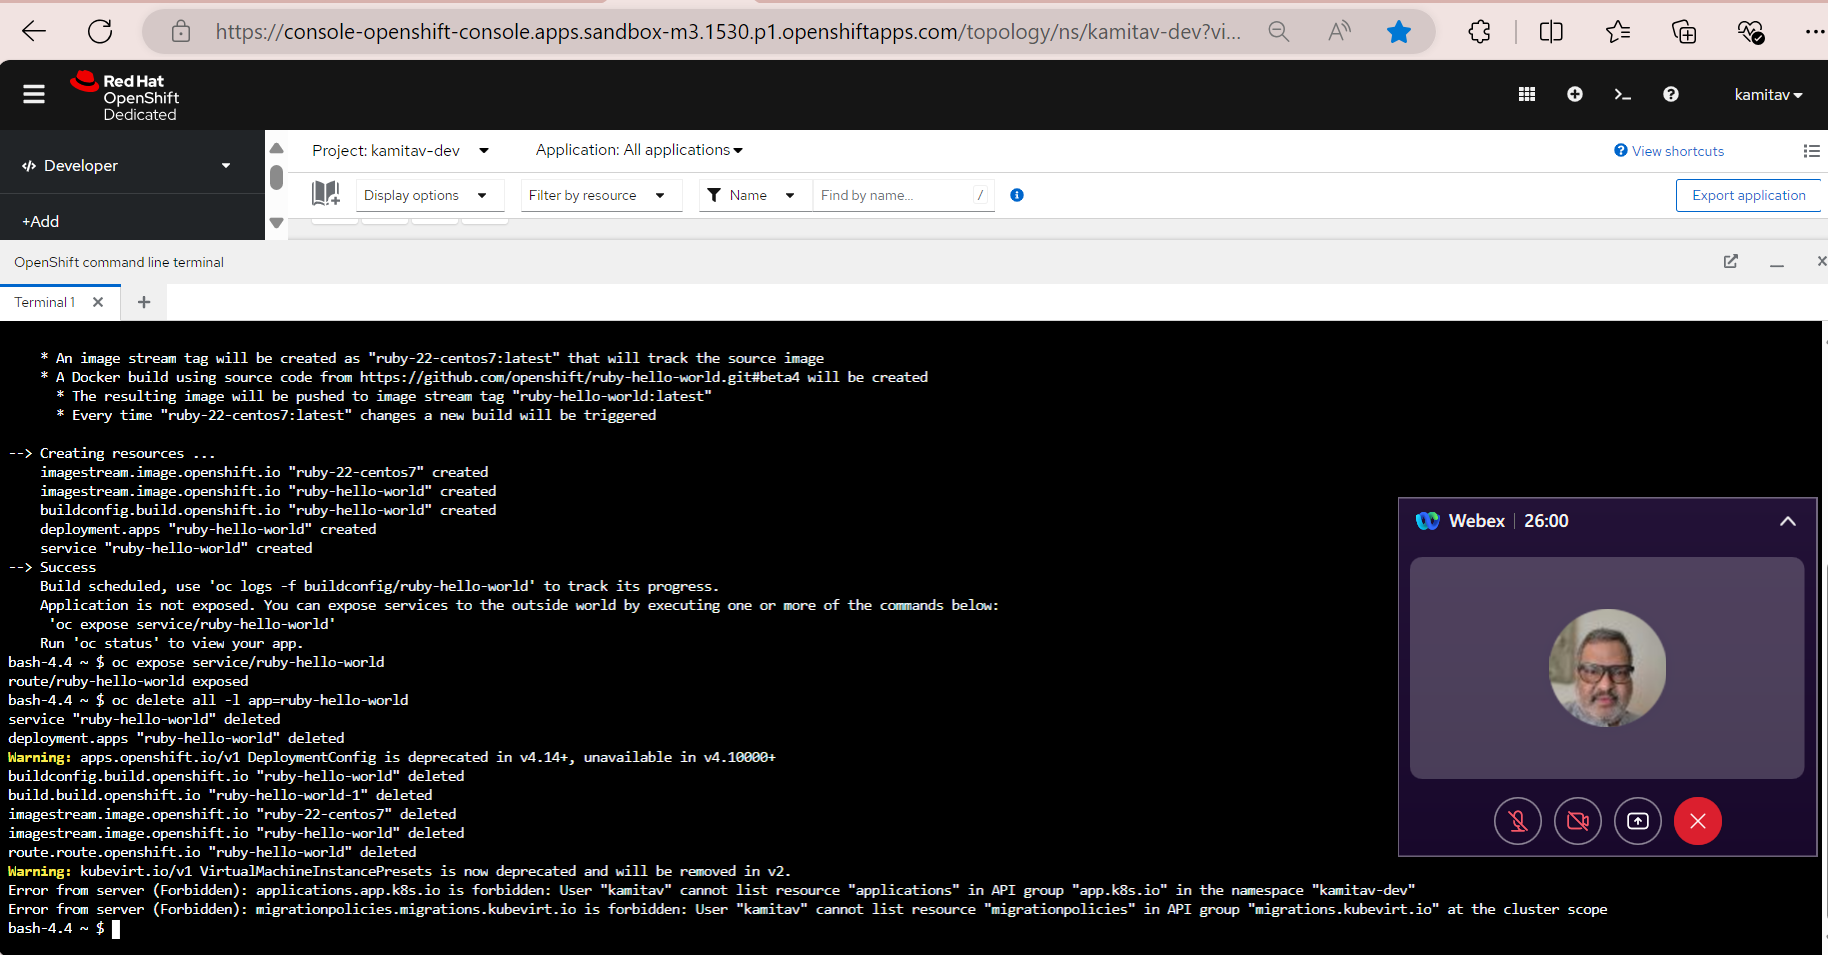 https://console-openshift-console.apps.sandbox-m3.1530.p1.openshiftapps.com/topology/ns/kamitav-dev?vi...
Red Hat
OpenShift
Dedicated
kamitav
Developer
Project: kamitav-dev
Application: All applications
View shortcuts
Display options
Filter by resource
Name
Find by name...
/
Export application
+Add
OpenShift command line terminal
Terminal 1
* An image stream tag will be created as "ruby-22-centos7:latest" that will track the source image
* A Docker build using source code from https://github.com/openshift/ruby-hello-world.git#beta4 will be created
* The resulting image will be pushed to image stream tag "ruby-hello-world:latest"
* Every time "ruby-22-centos7:latest" changes a new build will be triggered
--> Creating resources ...
imagestream.image.openshift.io "ruby-22-centos7" created
imagestream.image.openshift.io "ruby-hello-world" created
buildconfig.build.openshift.io "ruby-hello-world" created
deployment.apps "ruby-hello-world" created
service "ruby-hello-world" created
--> Success
Build scheduled, use 'oc logs -f buildconfig/ruby-hello-world' to track its progress.
Application is not exposed. You can expose services to the outside world by executing one or more of the commands below:
'oc expose service/ruby-hello-world'
Run 'oc status' to view your app.
bash-4.4 ~ $ oc expose service/ruby-hello-world
route/ruby-hello-world exposed
bash-4.4 ~ $ oc delete all -l app=ruby-hello-world
service "ruby-hello-world" deleted
deployment.apps "ruby-hello-world" deleted
Warning: apps.openshift.io/v1 DeploymentConfig is deprecated in v4.14+, unavailable in v4.10000+
buildconfig.build.openshift.io "ruby-hello-world" deleted
build.build.openshift.io "ruby-hello-world-1" deleted
imagestream.image.openshift.io "ruby-22-centos7" deleted
imagestream.image.openshift.io "ruby-hello-world" deleted
route.route.openshift.io "ruby-hello-world" deleted
Warning: kubevirt.io/v1 VirtualMachineInstancePresets is now deprecated and will be removed in v2.
Error from server (Forbidden): applications.app.k8s.io is forbidden: User "kamitav" cannot list resource "applications" in API group "app.k8s.io" in the namespace "kamitav-dev"
Error from server (Forbidden): migrationpolicies.migrations.kubevirt.io is forbidden: User "kamitav" cannot list resource "migrationpolicies" in API group "migrations.kubevirt.io" at the cluster scope
bash-4.4 ~ $
Webex | 26:00